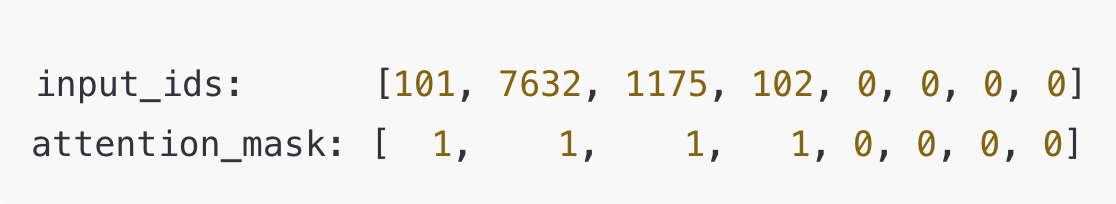 input_ids:      [101, 7632, 1175, 102, 0, 0, 0, 0]
attention_mask: [  1,    1,    1,   1, 0, 0, 0, 0]